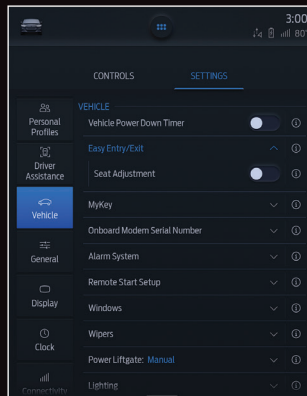 3:00
80°
CONTROLS
SETTINGS
Personal
Profiles
Driver
Assistance
Vehicle
General
Display
Clock
Connectivity
VEHICLE
Vehicle Power Down Timer
Easy Entry/Exit
Seat Adjustment
MyKey
Onboard Modem Serial Number
Alarm System
Remote Start Setup
Windows
Wipers
Power Liftgate: Manual
Lighting